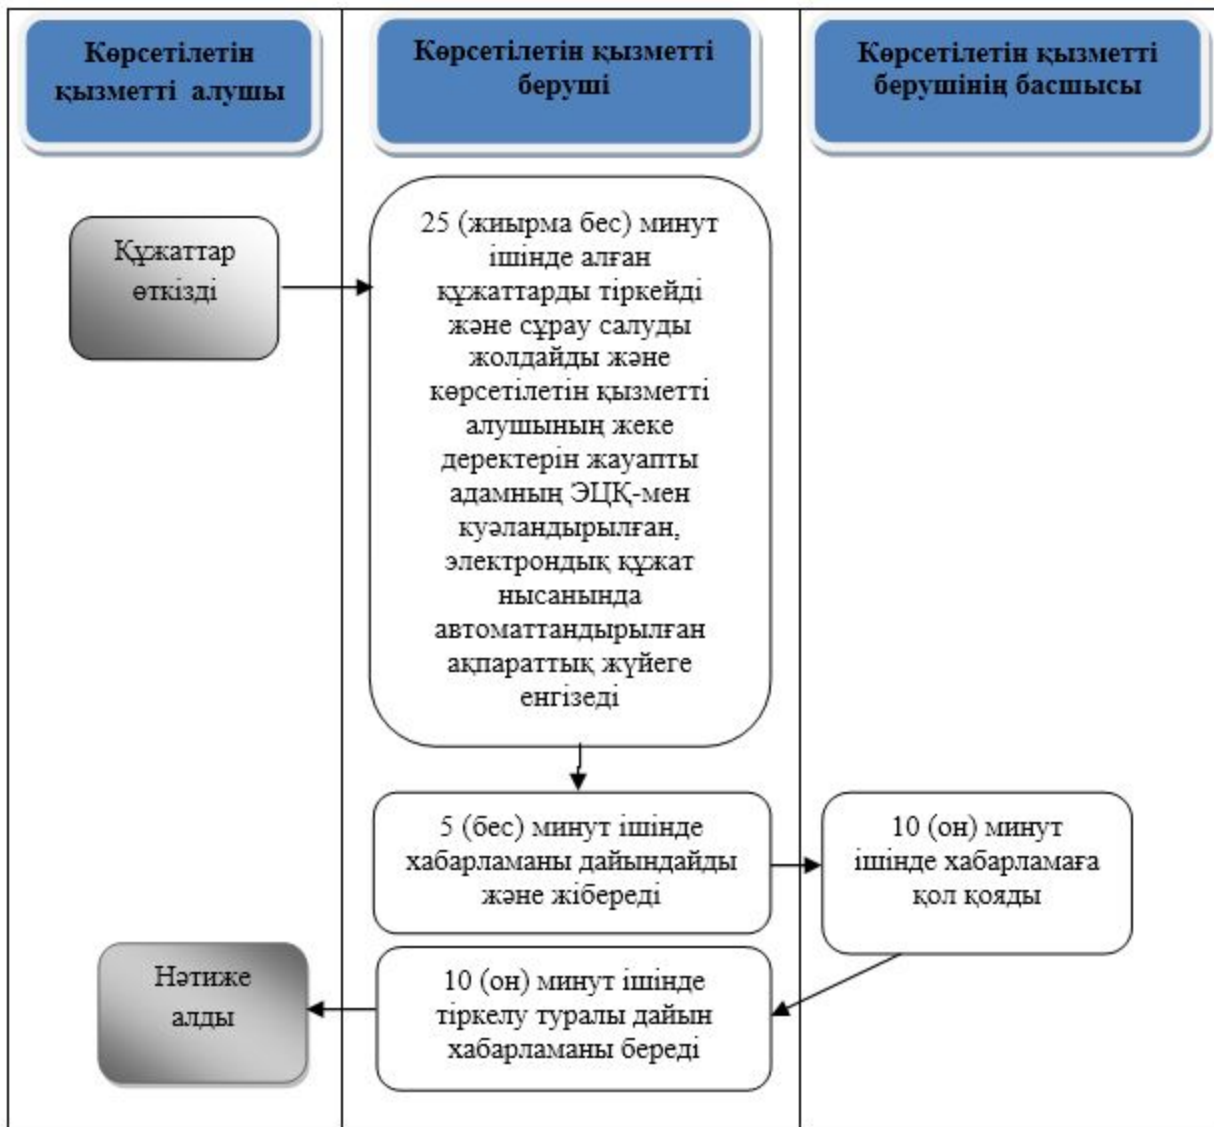 Көрсетілетін
қызметті алушы
Көрсетілетін қызметті
беруші
Көрсетілетін қызметті
берушінің басшысы
Құжаттар
өткізді
25 (жиырма бес) минут
ішінде алған
құжаттарды тіркейді
және сұрау салуды
жолдайды және
көрсетілетін қызметті
алушының жеке
деректерін жауапты
адамның ЭЦҚ-мен
куәландырылған,
электрондық құжат
нысанында
автоматтандырылған
ақпараттық жүйеге
енгізеді
5 (бес) минут ішінде
хабарламаны дайындайды
және жібереді
10 (он) минут
ішінде хабарламаға
қол қояды
10 (он) минут ішінде
тіркелу туралы дайын
хабарламаны береді
Нәтиже
алды